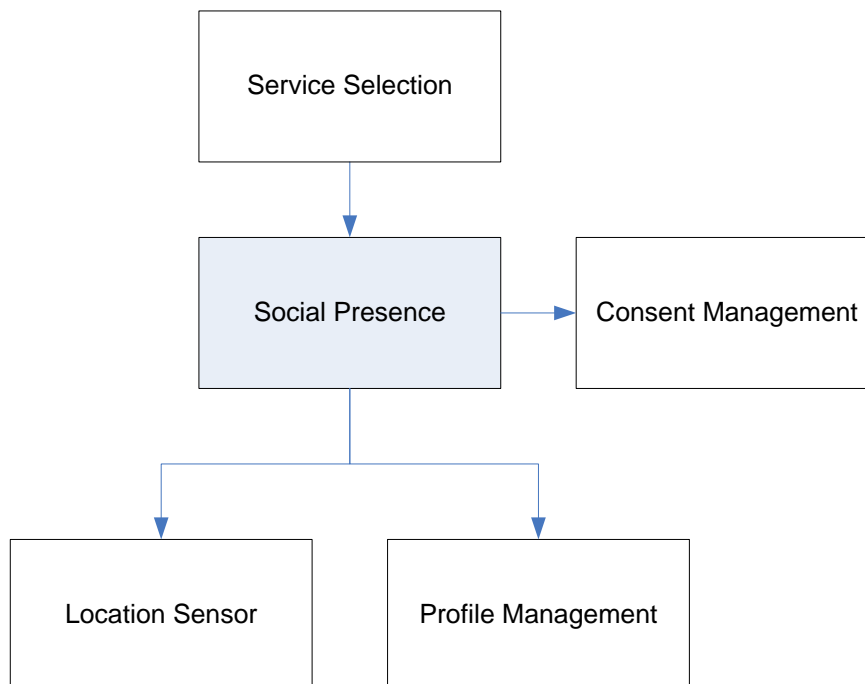 Service Selection
Social Presence
Consent Management
Location Sensor
Profile Management